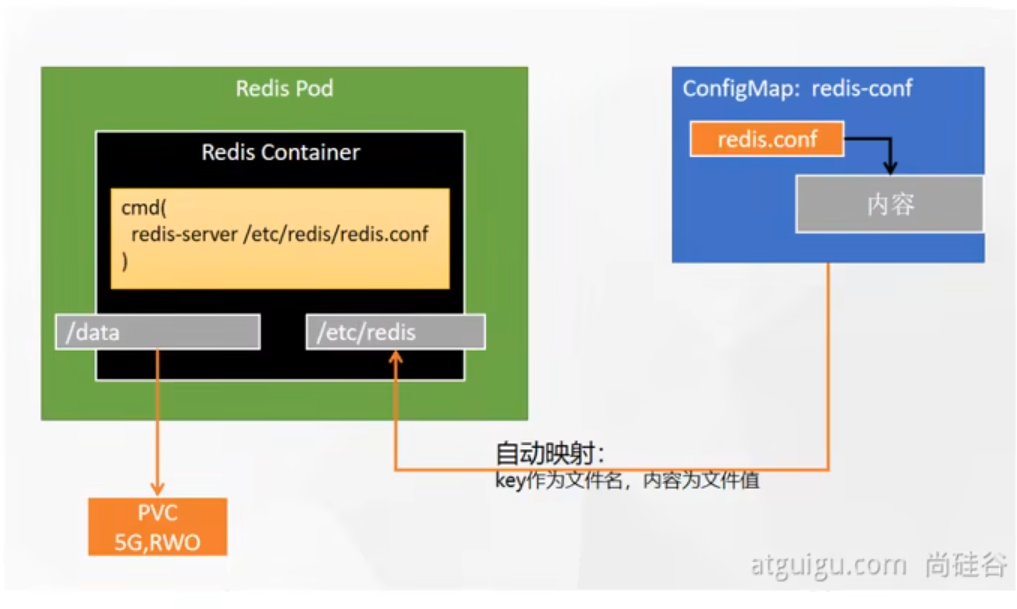 Redis Pod
Redis Container
cmd(
redis-server /etc/redis/redis.conf
)
/data
/etc/redis
PVC
5G,RWO
ConfigMap: redis-conf
redis.conf
内容
自动映射：
key作为文件名，内容为文件值
atguigu.com 尚硅谷